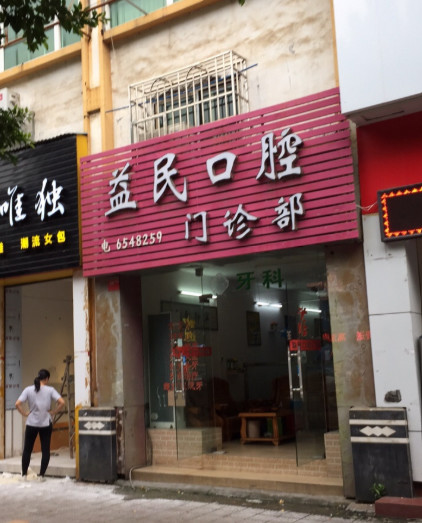 唯独
潮流女包
益民口腔
门诊部
电 6548259
牙科